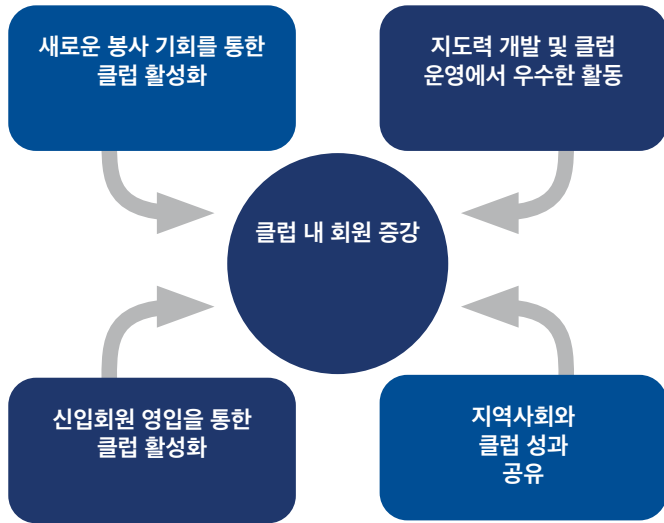 새로운 봉사 기회를 통한
클럽 활성화
지도력 개발 및 클럽
운영에서 우수한 활동
클럽 내 회원 증강
신입회원 영입을 통한
클럽 활성화
지역사회와
클럽 성과
공유